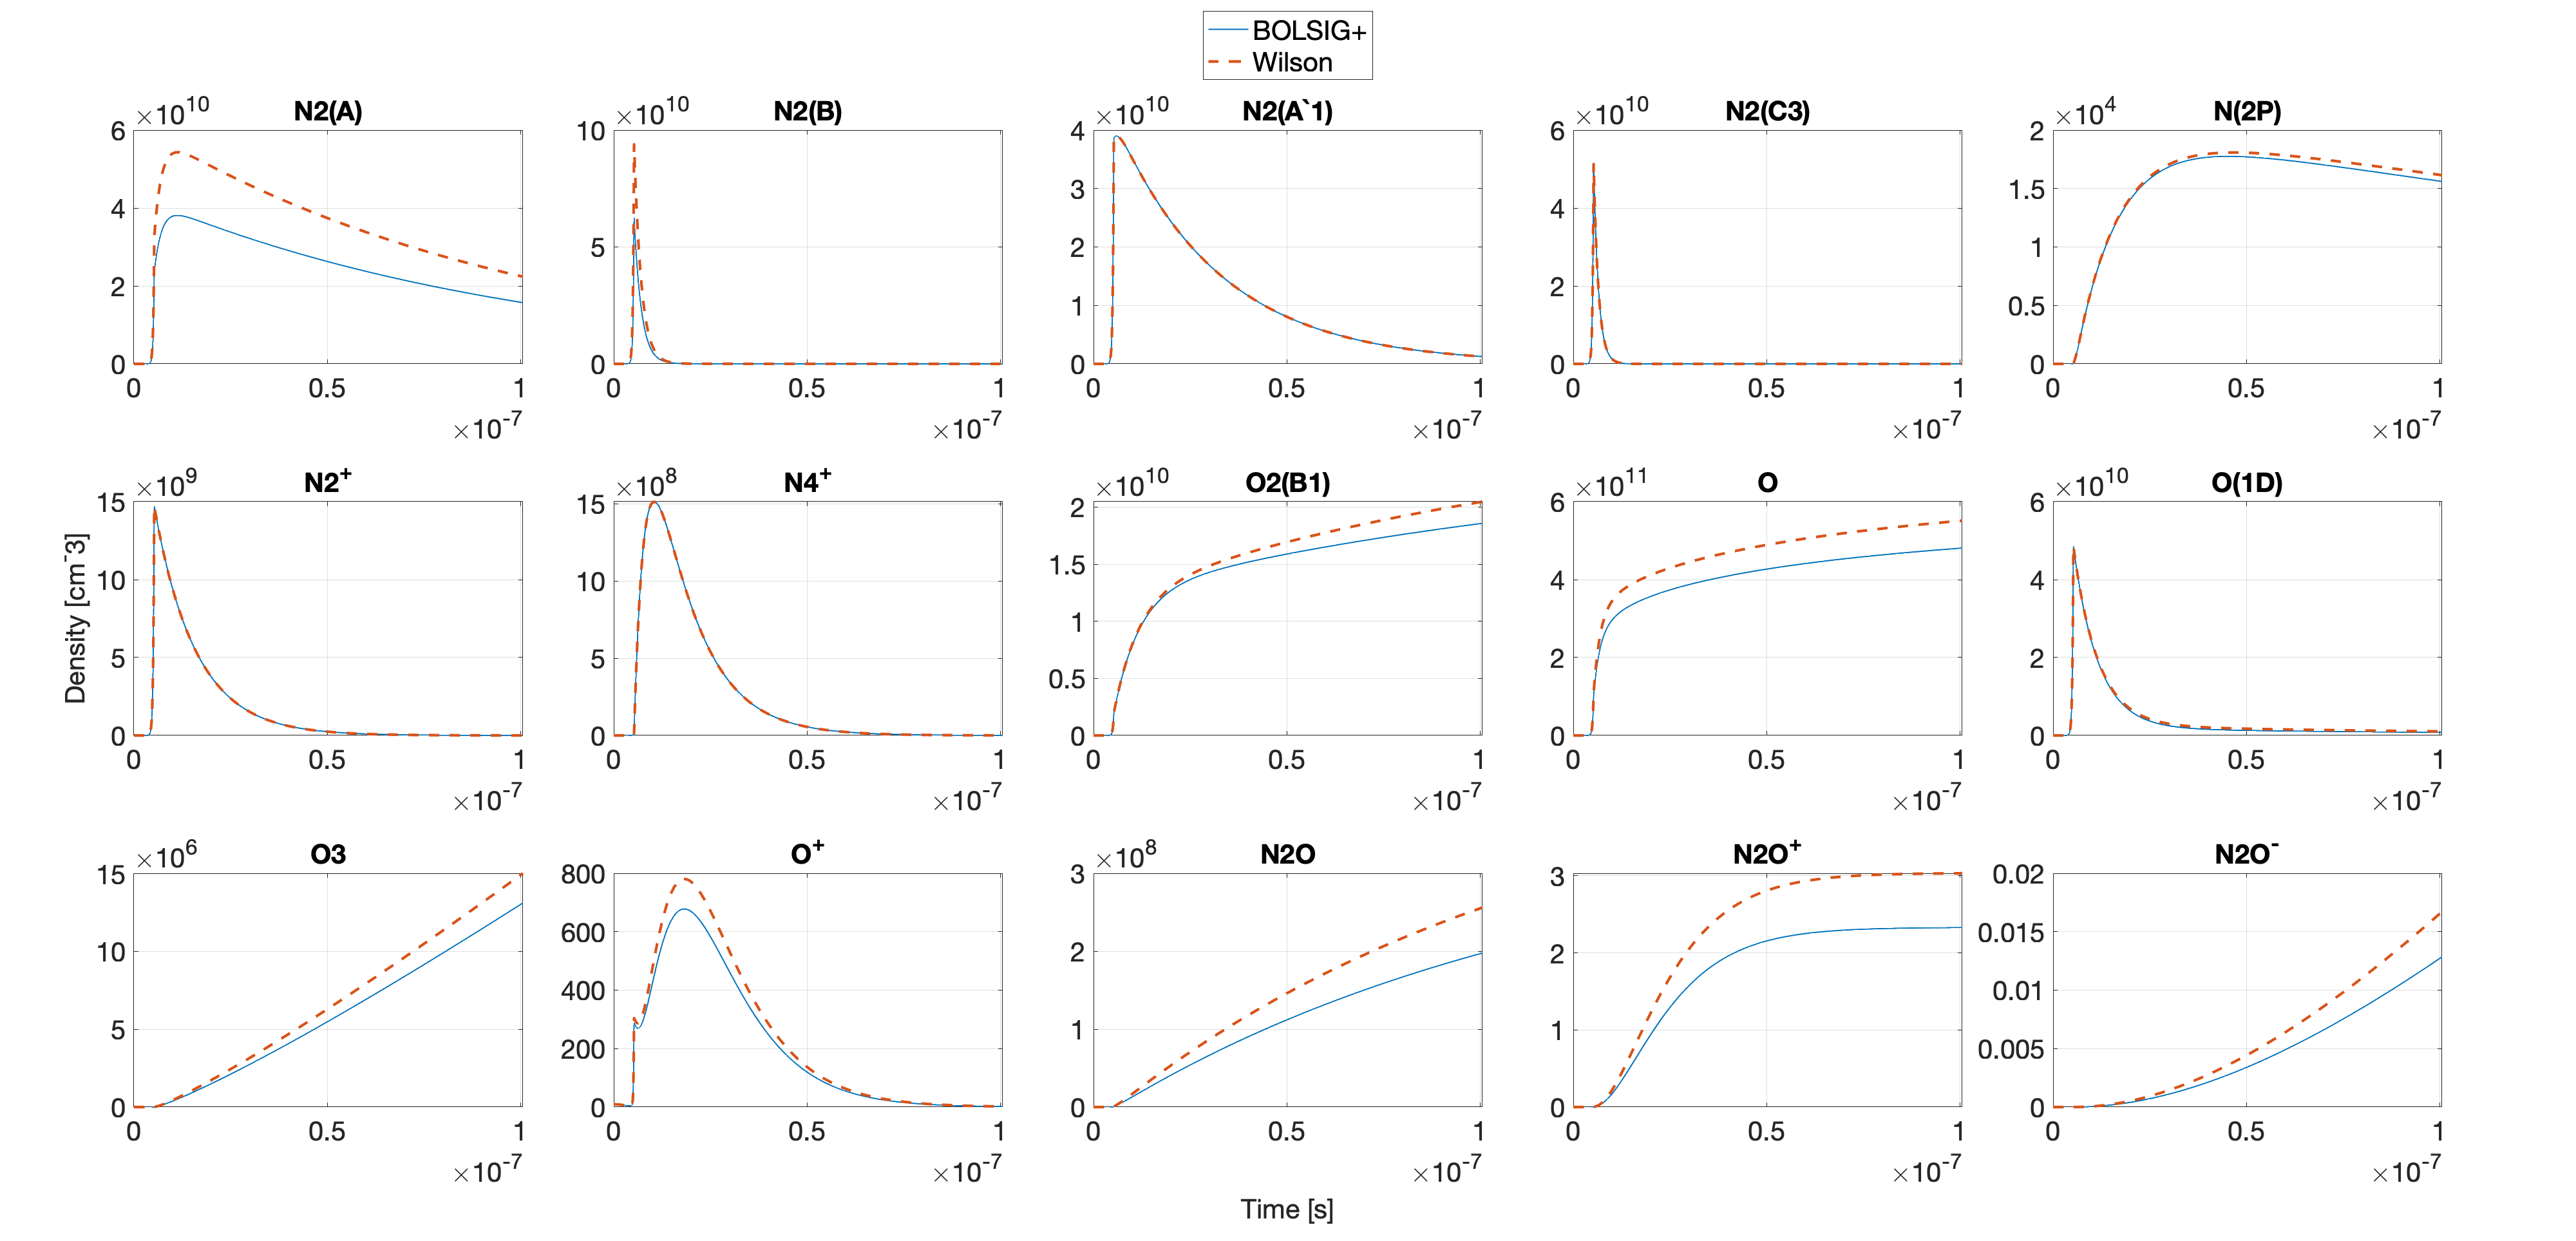 BOLSIG+
Wilson
N2(A)
×10^10
6
4
2
0
0 0.5 1
×10^-7
N2(B)
×10^10
10
5
0
0 0.5 1
×10^-7
N2(A`1)
×10^10
4
3
2
1
0
0 0.5 1
×10^-7
N2(C3)
×10^10
6
4
2
0
0 0.5 1
×10^-7
N(2P)
×10^4
2
1.5
1
0.5
0
0 0.5 1
×10^-7
Density [cm^-3]
N2^+
×10^9
15
10
5
0
0 0.5 1
×10^-7
N4^+
×10^8
15
10
5
0
0 0.5 1
×10^-7
O2(B1)
×10^10
2
1.5
1
0.5
0
0 0.5 1
×10^-7
O
×10^11
6
4
2
0
0 0.5 1
×10^-7
O(1D)
×10^10
6
4
2
0
0 0.5 1
×10^-7
O3
×10^6
15
10
5
0
0 0.5 1
×10^-7
O^+
800
600
400
200
0
0 0.5 1
×10^-7
N2O
×10^8
3
2
1
0
0 0.5 1
×10^-7
N2O^+
3
2
1
0
0 0.5 1
×10^-7
N2O^-
0.02
0.015
0.01
0.005
0
0 0.5 1
×10^-7
Time [s]